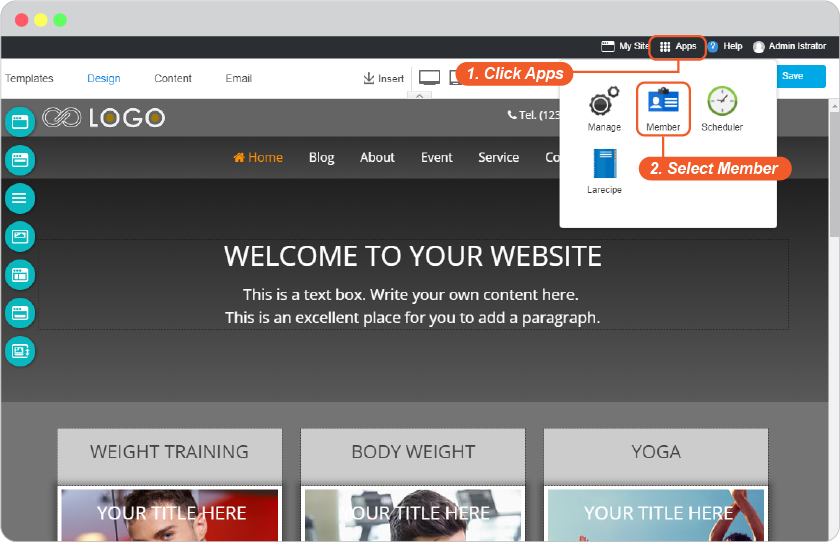 My Site Apps Help Admin Istrator
Templates Design Content Email Insert Save
1. Click Apps
Manage Member Scheduler
2. Select Member
Larecipe
LOGO
Tel. (123
Home Blog About Event Service Co
WELCOME TO YOUR WEBSITE
This is a text box. Write your own content here.
This is an excellent place for you to add a paragraph.
WEIGHT TRAINING BODY WEIGHT YOGA
YOUR TITLE HERE YOUR TITLE HERE YOUR TITLE HERE